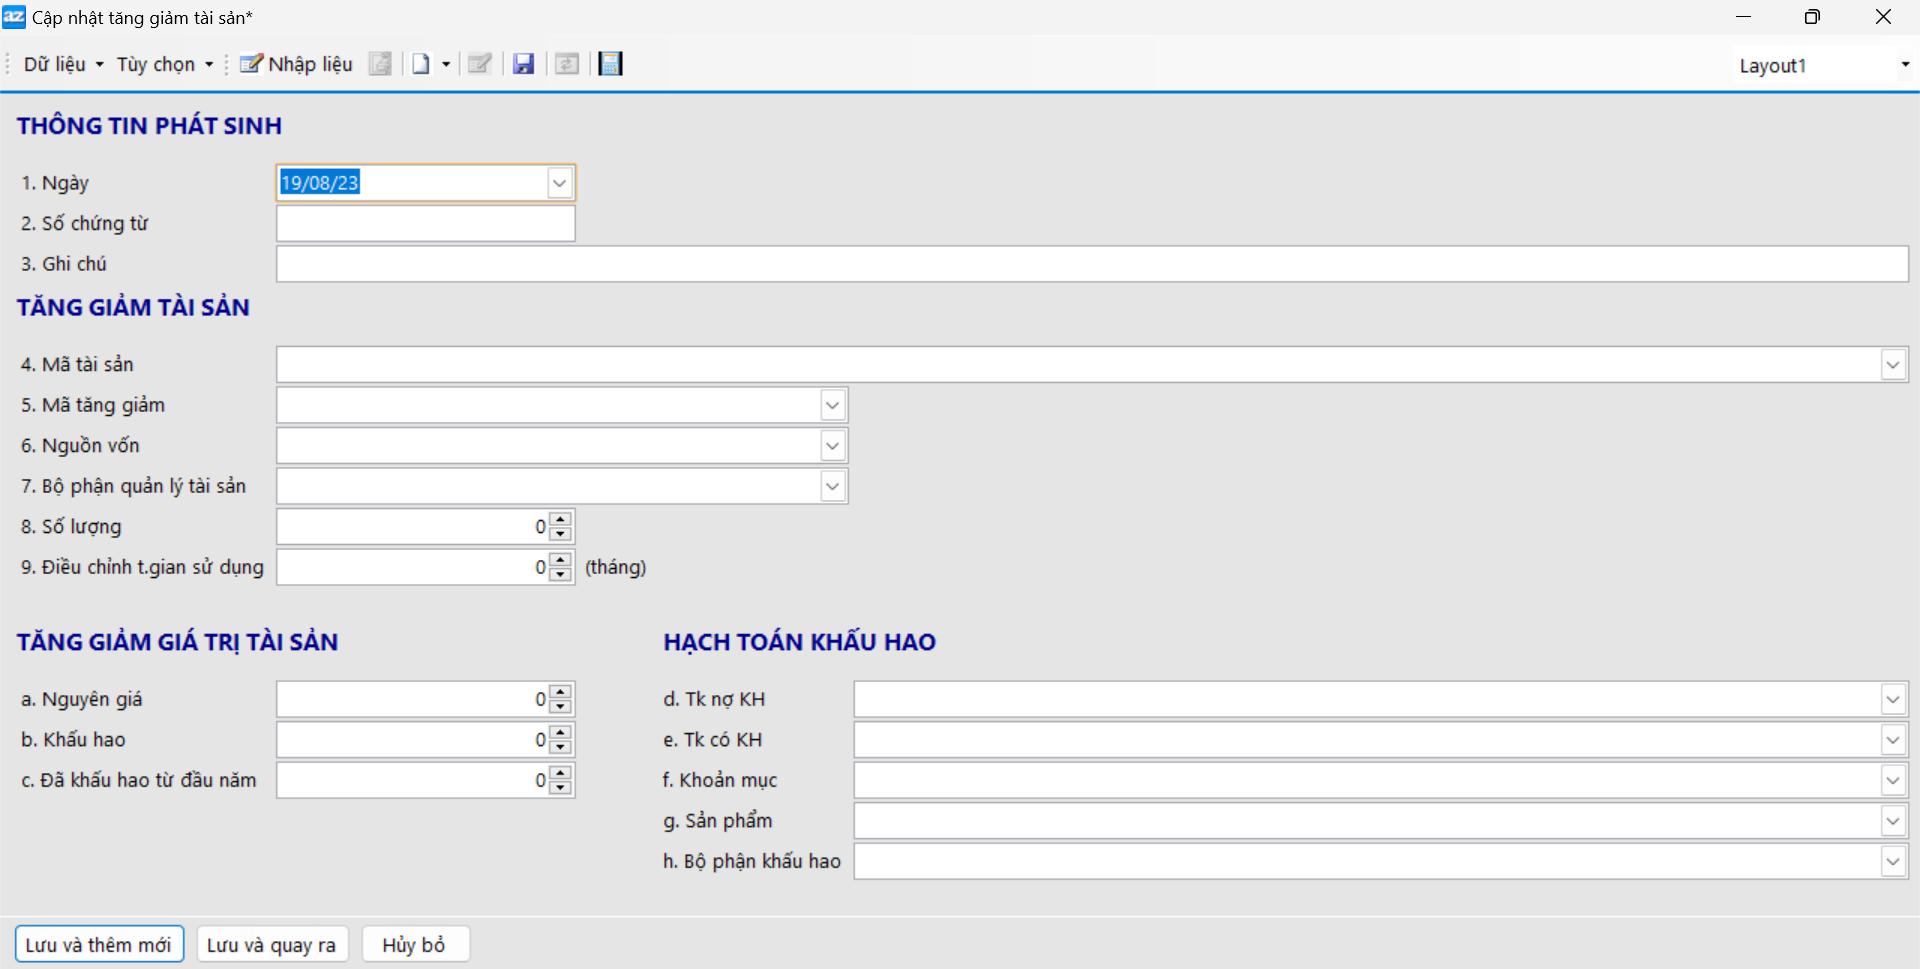 az Cập nhật tăng giảm tài sản*
Dữ liệu Tùy chọn Nhập liệu Layout1
THÔNG TIN PHÁT SINH
1. Ngày 19/08/23
2. Số chứng từ
3. Ghi chú
TĂNG GIẢM TÀI SẢN
4. Mã tài sản
5. Mã tăng giảm
6. Nguồn vốn
7. Bộ phận quản lý tài sản
8. Số lượng 0
9. Điều chỉnh t.gian sử dụng 0 (tháng)
TĂNG GIẢM GIÁ TRỊ TÀI SẢN
a. Nguyên giá 0
b. Khấu hao 0
c. Đã khấu hao từ đầu năm 0
HẠCH TOÁN KHẤU HAO
d. Tk nợ KH
e. Tk có KH
f. Khoản mục
g. Sản phẩm
h. Bộ phận khấu hao
Lưu và thêm mới Lưu và quay ra Hủy bỏ